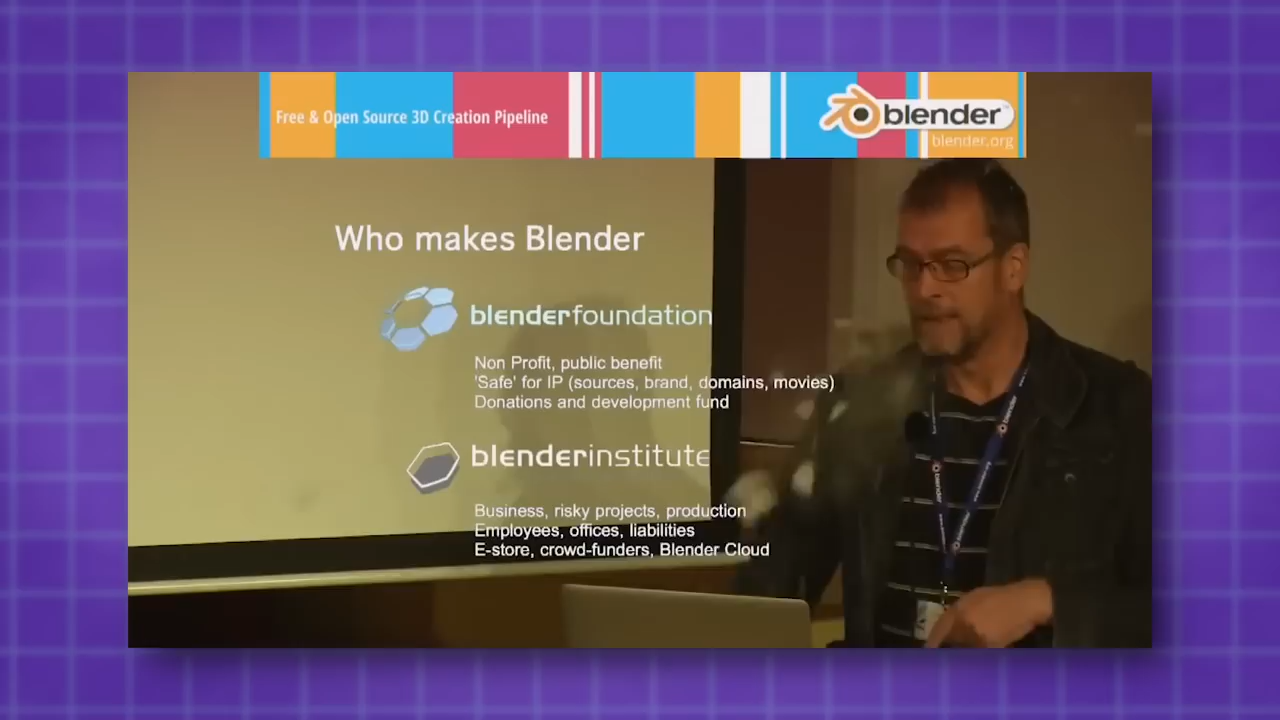 Free & Open Source 3D Creation Pipeline
blender
blender.org
Who makes Blender
blenderfoundation
Non Profit, public benefit
'Safe' for IP (sources, brand, domains, movies)
Donations and development fund
blenderinstitute
Business, risky projects, production
Employees, offices, liabilities
E-store, crowd-funders, Blender Cloud
blender
blender